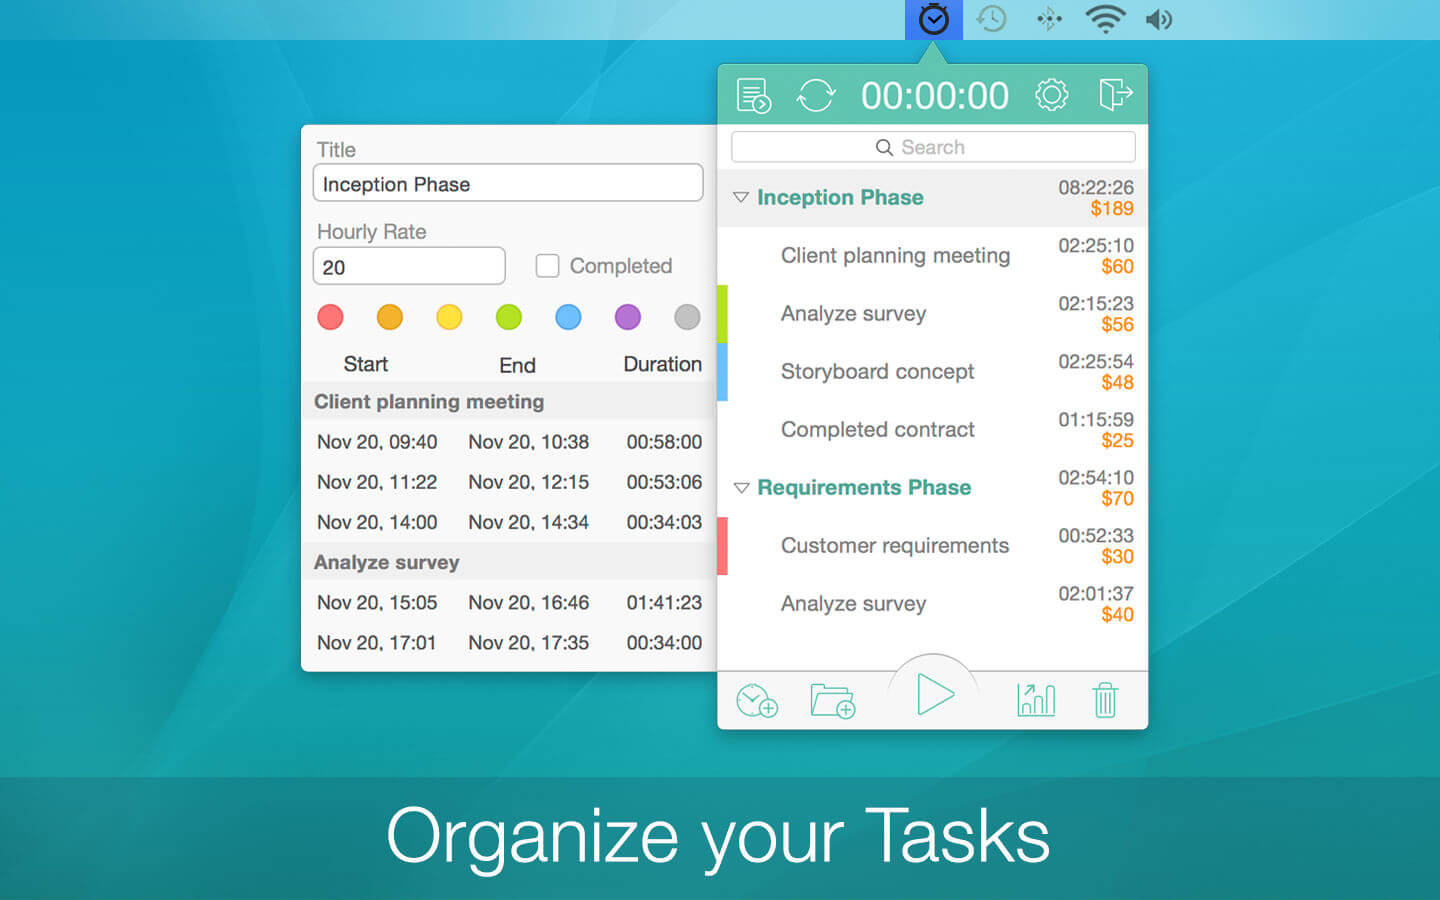 00:00:00
Search
Title
Inception Phase
Hourly Rate
20
Completed
Start End Duration
Client planning meeting
Nov 20, 09:40 Nov 20, 10:38 00:58:00
Nov 20, 11:22 Nov 20, 12:15 00:53:06
Nov 20, 14:00 Nov 20, 14:34 00:34:03
Analyze survey
Nov 20, 15:05 Nov 20, 16:46 01:41:23
Nov 20, 17:01 Nov 20, 17:35 00:34:00
Inception Phase 08:22:26
$189
Client planning meeting 02:25:10
$60
Analyze survey 02:15:23
$56
Storyboard concept 02:25:54
$48
Completed contract 01:15:59
$25
Requirements Phase 02:54:10
$70
Customer requirements 00:52:33
$30
Analyze survey 02:01:37
$40
Organize your Tasks